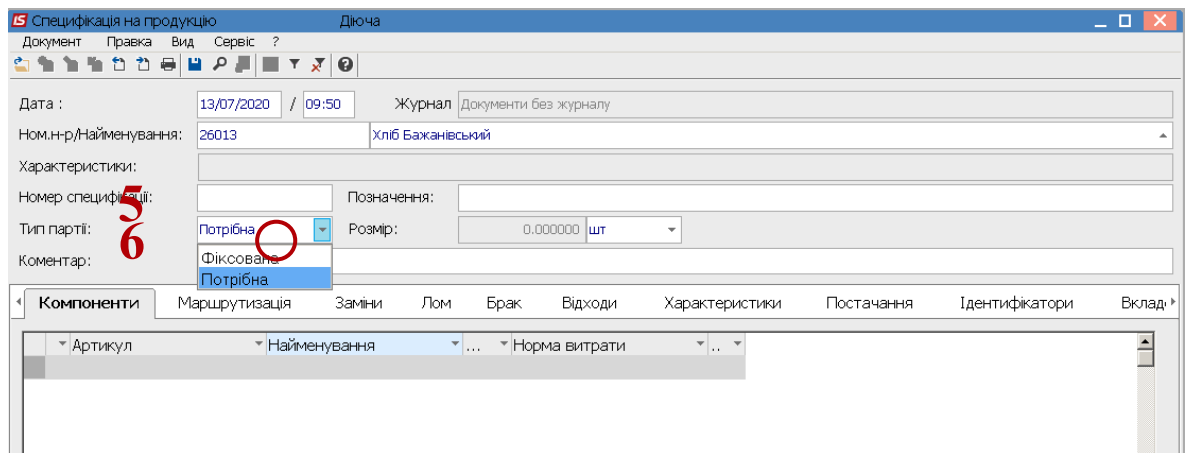 IS Специфікація на продукцію Діюча
Документ Правка Вид Сервіс ?
Дата : 13/07/2020 / 09:50 Журнал Документи без журналу
Ном.н-р/Найменування: 26013 Хліб Бажанівський
Характеристики:
Номер специфікації: Позначення:
5
Тип партії: Потрібна Розмір: 0.000000 шт
6
Фіксована
Коментар:
Потрібна
Компоненти Маршрутизація Заміни Лом Брак Відходи Характеристики Постачання Ідентифікатори Вклад
Артикул Найменування ... Норма витрати ..